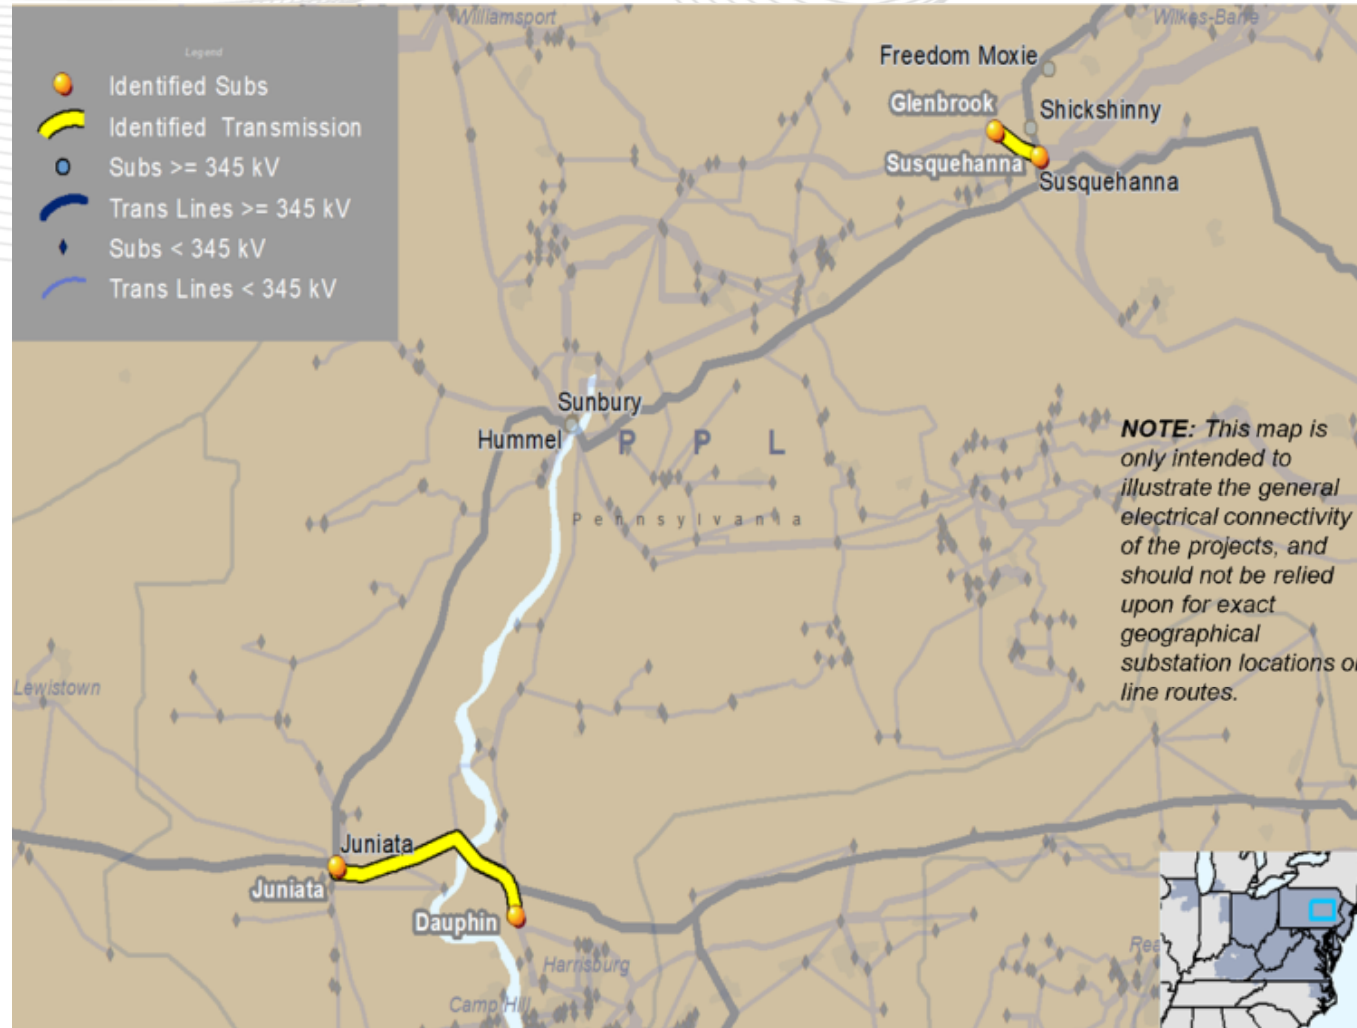 Williamsport
Wilkes-Barre
Legend
Identified Subs
Identified Transmission
Subs >= 345 kV
Trans Lines >= 345 kV
Subs < 345 kV
Trans Lines < 345 kV
Freedom Moxie
Glenbrook
Shickshinny
Susquehanna
Susquehanna
Sunbury
Hummel
P P L
Pennsylvania
NOTE: This map is
only intended to
illustrate the general
electrical connectivity
of the projects, and
should not be relied
upon for exact
geographical
substation locations or
line routes.
Lewistown
Juniata
Juniata
Dauphin
Harrisburg
Camp Hill
Rea